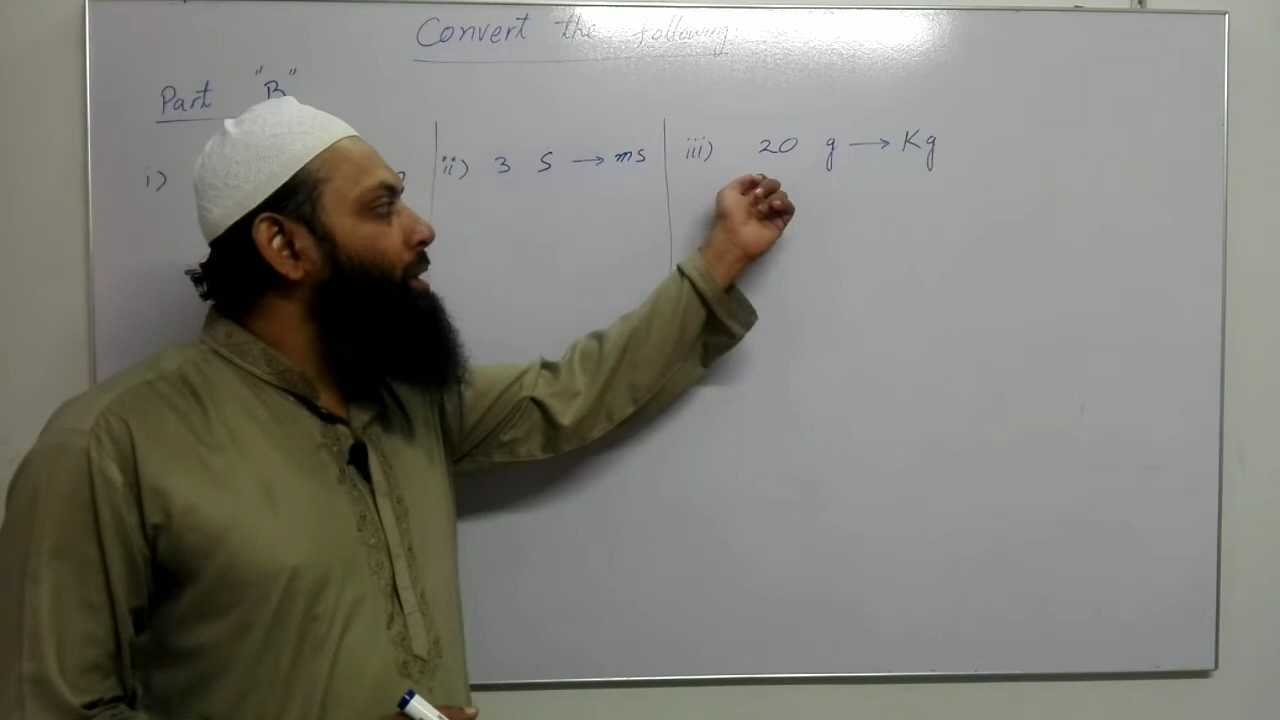 Convert the following
Part "B"
i)
ii) 3 S → ms
iii) 20 g → Kg